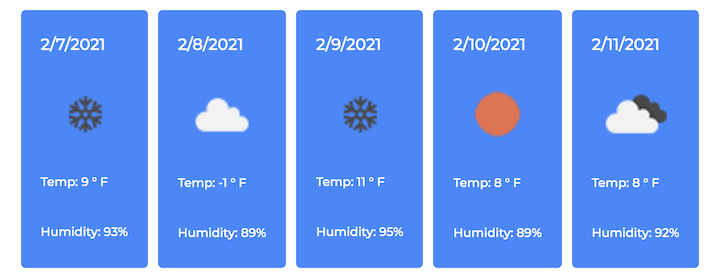 2/7/2021
Temp: 9 ° F
Humidity: 93%
2/8/2021
Temp: -1 ° F
Humidity: 89%
2/9/2021
Temp: 11 ° F
Humidity: 95%
2/10/2021
Temp: 8 ° F
Humidity: 89%
2/11/2021
Temp: 8 ° F
Humidity: 92%